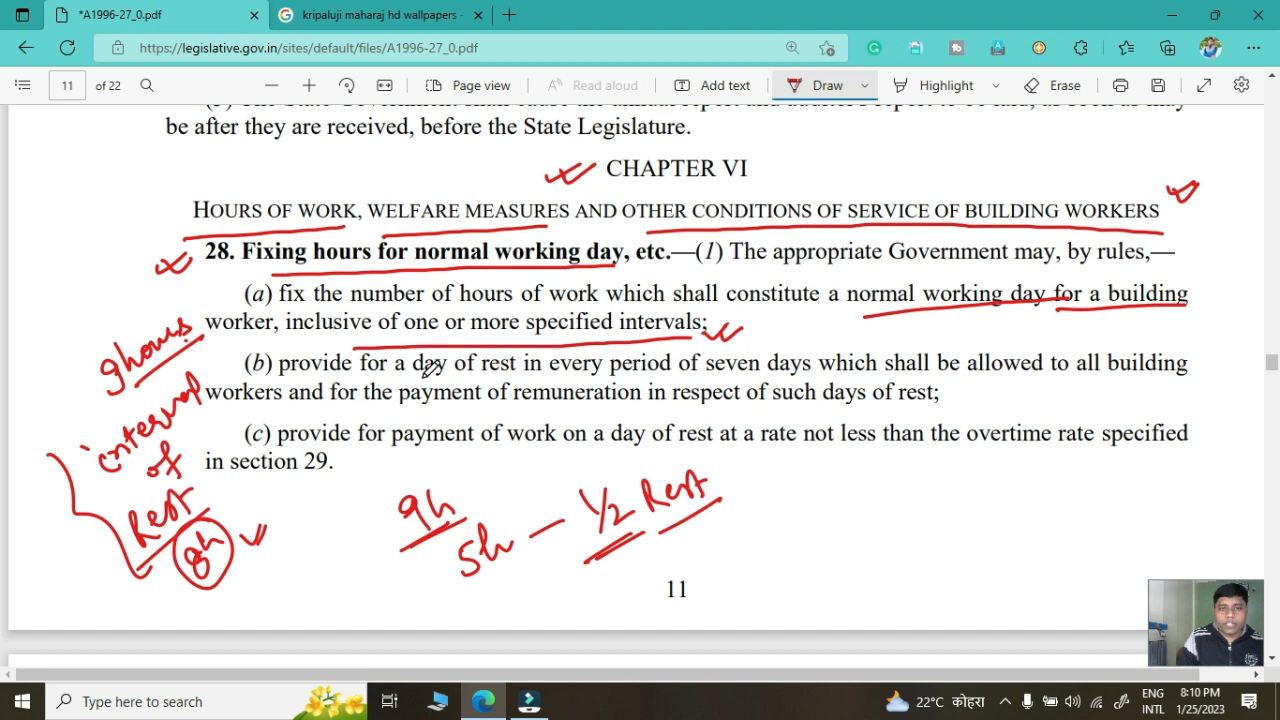 *A1996-27_0.pdf
kripaluji maharaj hd wallpapers -
https://legislative.gov.in/sites/default/files/A1996-27_0.pdf
11 of 22
Page view
Read aloud
Add text
Draw
Highlight
Erase
be after they are received, before the State Legislature.
CHAPTER VI
HOURS OF WORK, WELFARE MEASURES AND OTHER CONDITIONS OF SERVICE OF BUILDING WORKERS
28. Fixing hours for normal working day, etc.—(1) The appropriate Government may, by rules,—
(a) fix the number of hours of work which shall constitute a normal working day for a building
worker, inclusive of one or more specified intervals;
(b) provide for a day of rest in every period of seven days which shall be allowed to all building
workers and for the payment of remuneration in respect of such days of rest;
(c) provide for payment of work on a day of rest at a rate not less than the overtime rate specified
in section 29.
9hours
interval
of
Rest
8h
9h
5h — 1/2 Rest
11
Type here to search
22°C कोहरा
ENG
INTL
8:10 PM
1/25/2023